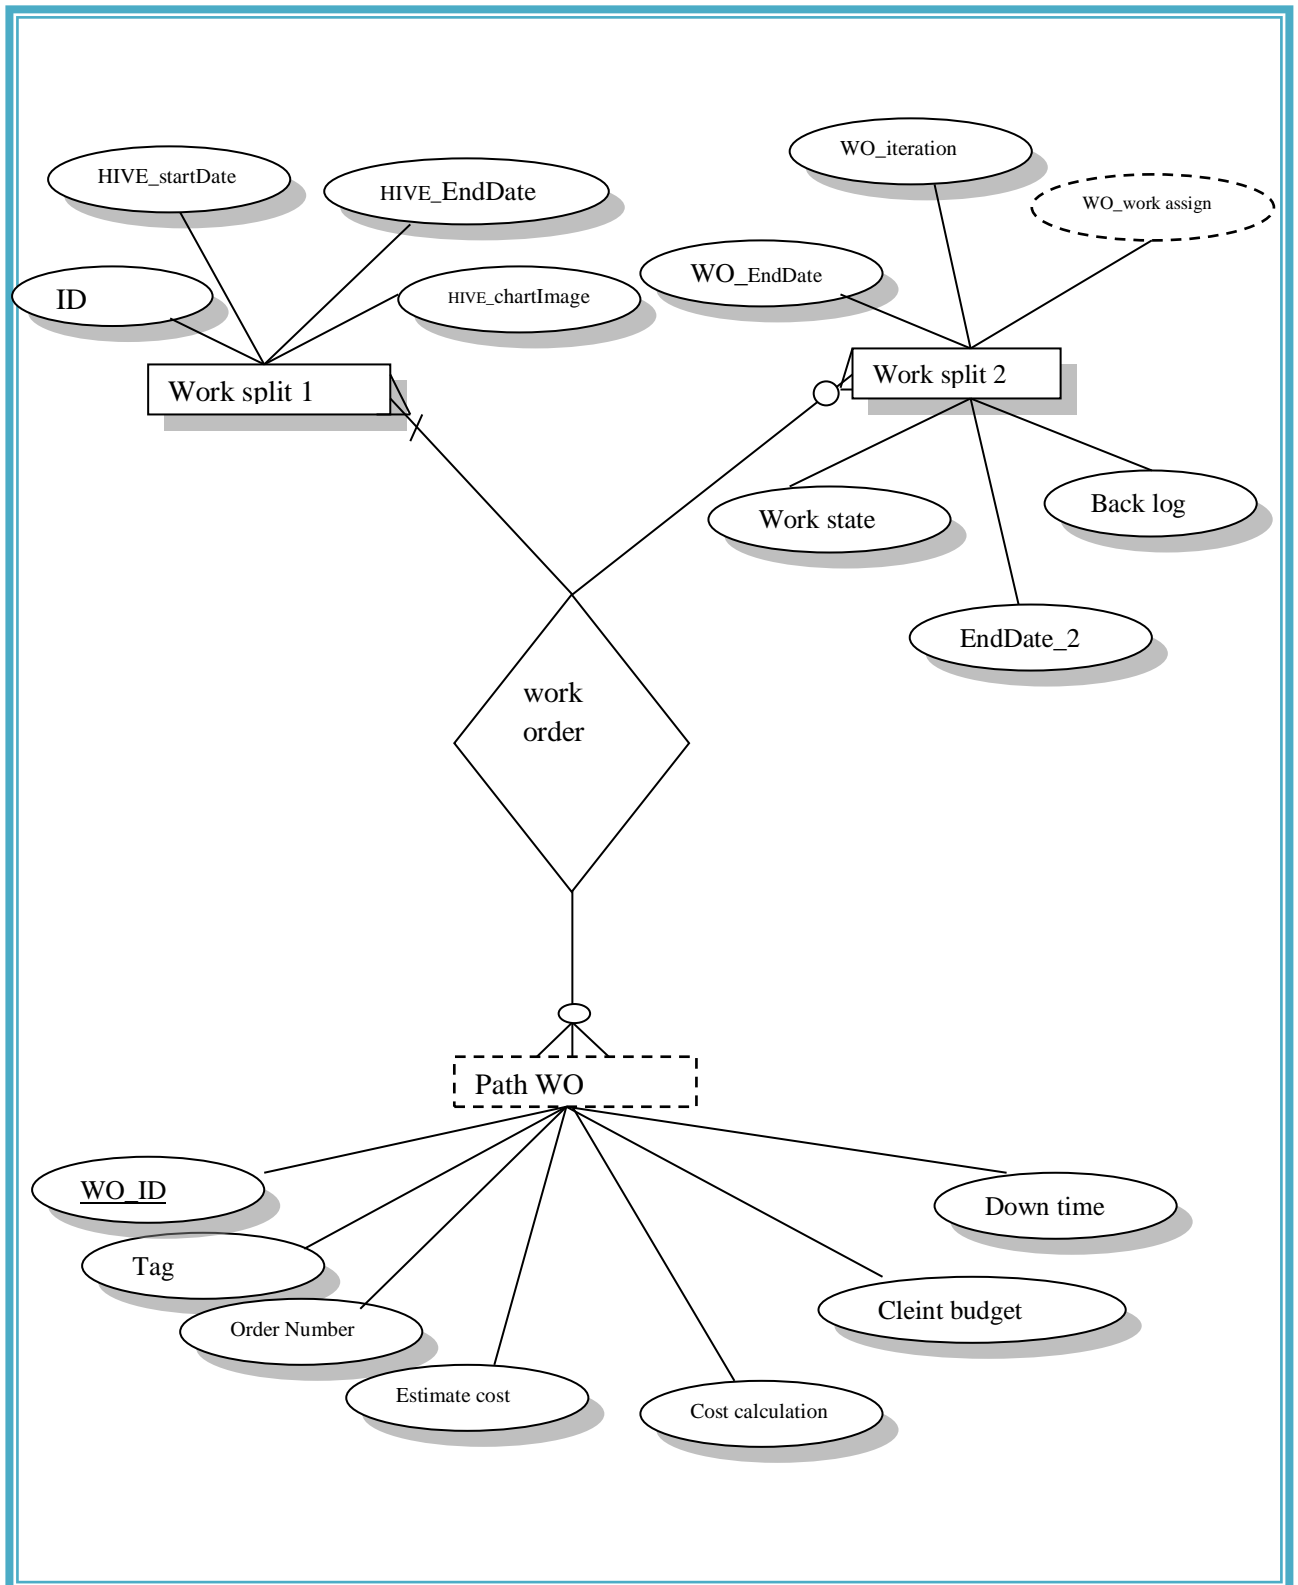 WO_iteration
HIVE_startDate
HIVE_EndDate
WO_work assign
WO_EndDate
ID
HIVE_chartImage
Work split 1
Work split 2
Work state
Back log
EndDate_2
work
order
Path WO
WO_ID
Down time
Tag
Order Number
Cleint budget
Estimate cost
Cost calculation